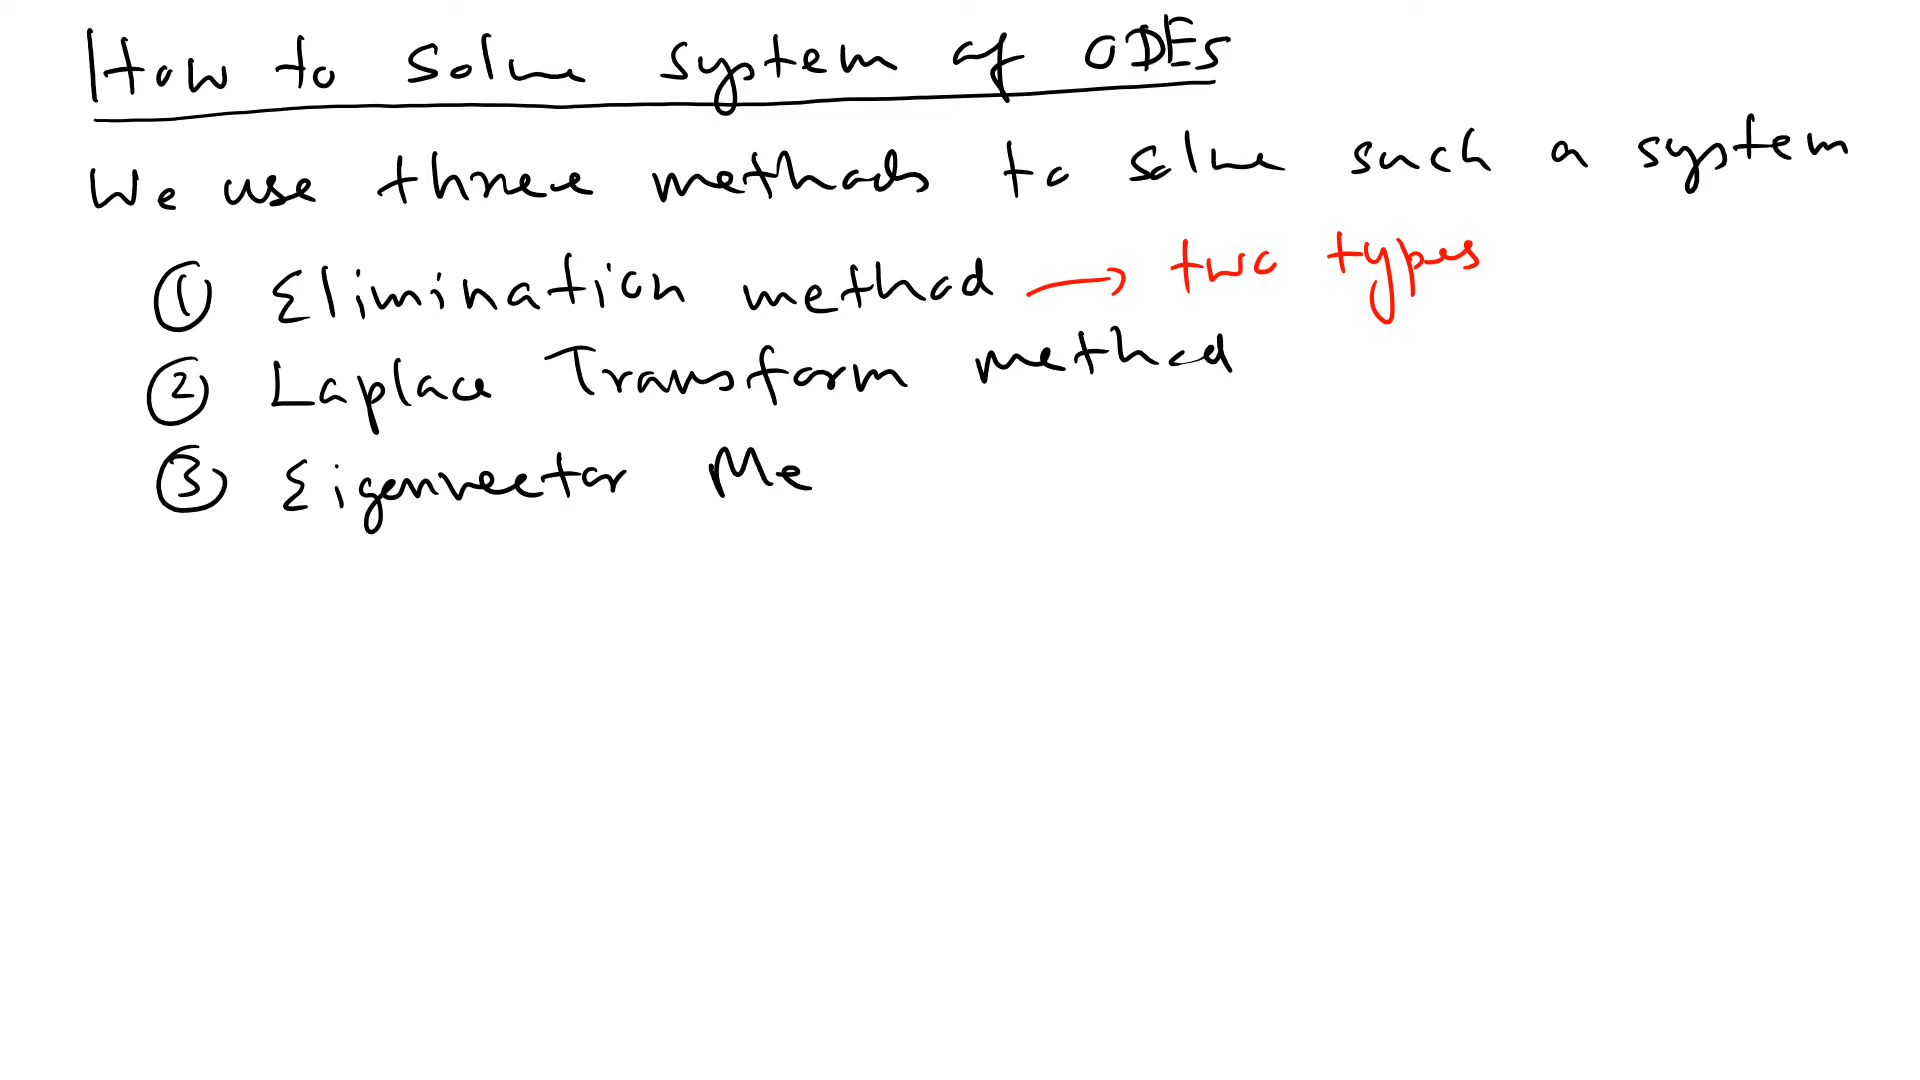 How to solve system of ODEs
We use three methods to solve such a system
① Elimination method → two types
② Laplace Transform method
③ Eigenvector Me